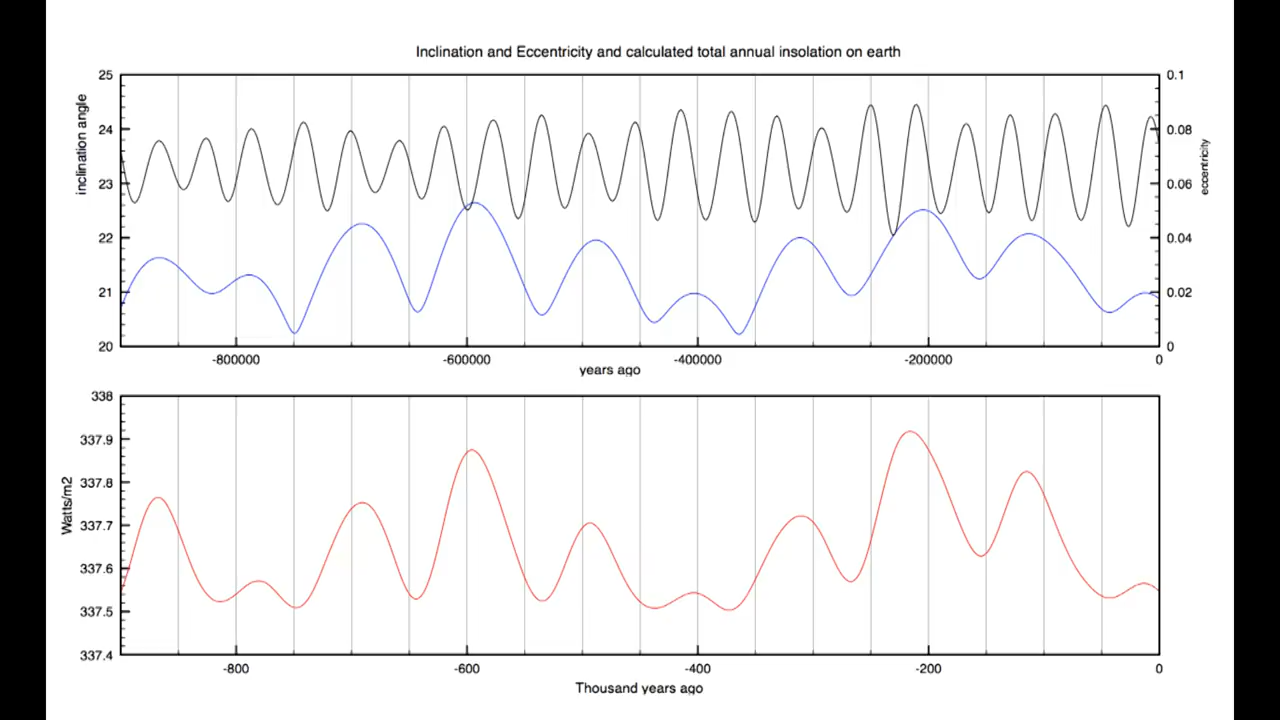 Inclination and Eccentricity and calculated total annual insolation on earth
inclination angle
25
24
23
22
21
20
0.1
0.08
0.06
0.04
0.02
0
eccentricity
-800000 -600000 -400000 -200000 0
years ago
Watts/m2
338
337.9
337.8
337.7
337.6
337.5
337.4
-800 -600 -400 -200 0
Thousand years ago